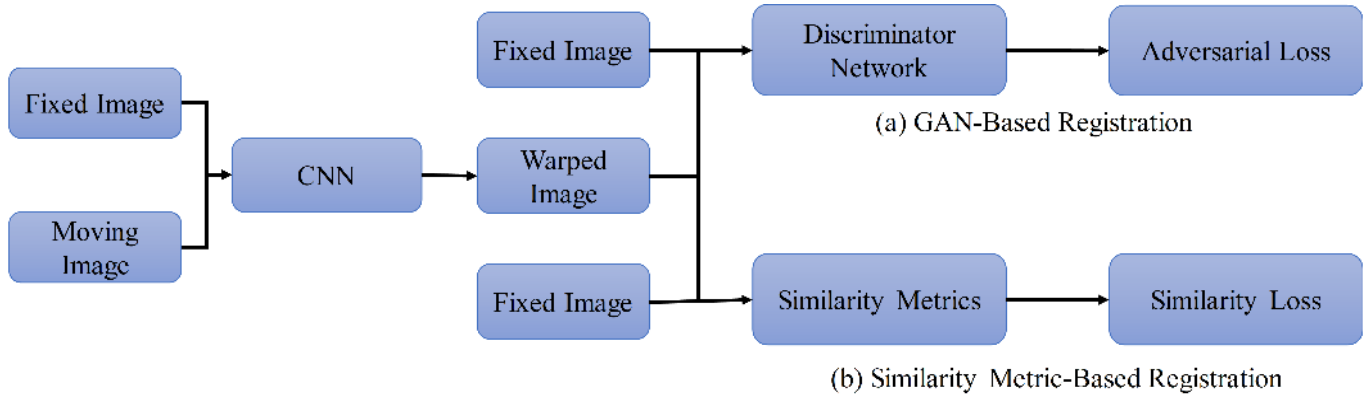 Fixed Image
Discriminator
Network
Adversarial Loss
Fixed Image
(a) GAN-Based Registration
CNN
Warped
Image
Moving
Image
Fixed Image
Similarity Metrics
Similarity Loss
(b) Similarity Metric-Based Registration